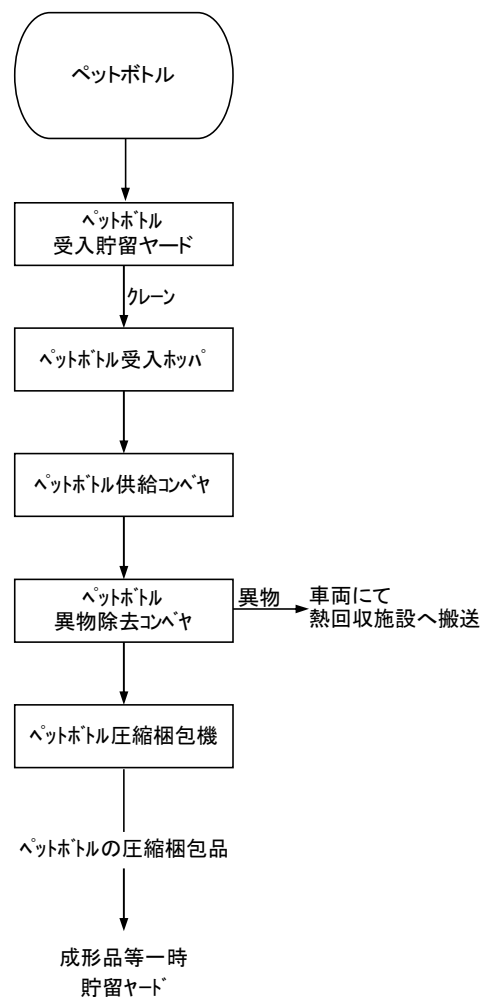 ペットボトル
ﾍﾟｯﾄﾎﾞﾄﾙ
受入貯留ヤード
ｸﾚｰﾝ
ﾍﾟｯﾄﾎﾞﾄﾙ受入ﾎｯﾊﾟ
ﾍﾟｯﾄﾎﾞﾄﾙ供給ｺﾝﾍﾞﾔ
ﾍﾟｯﾄﾎﾞﾄﾙ
異物除去ｺﾝﾍﾞﾔ
異物
車両にて
熱回収施設へ搬送
ﾍﾟｯﾄﾎﾞﾄﾙ圧縮梱包機
ﾍﾟｯﾄﾎﾞﾄﾙの圧縮梱包品
成形品等一時
貯留ﾔｰﾄﾞ